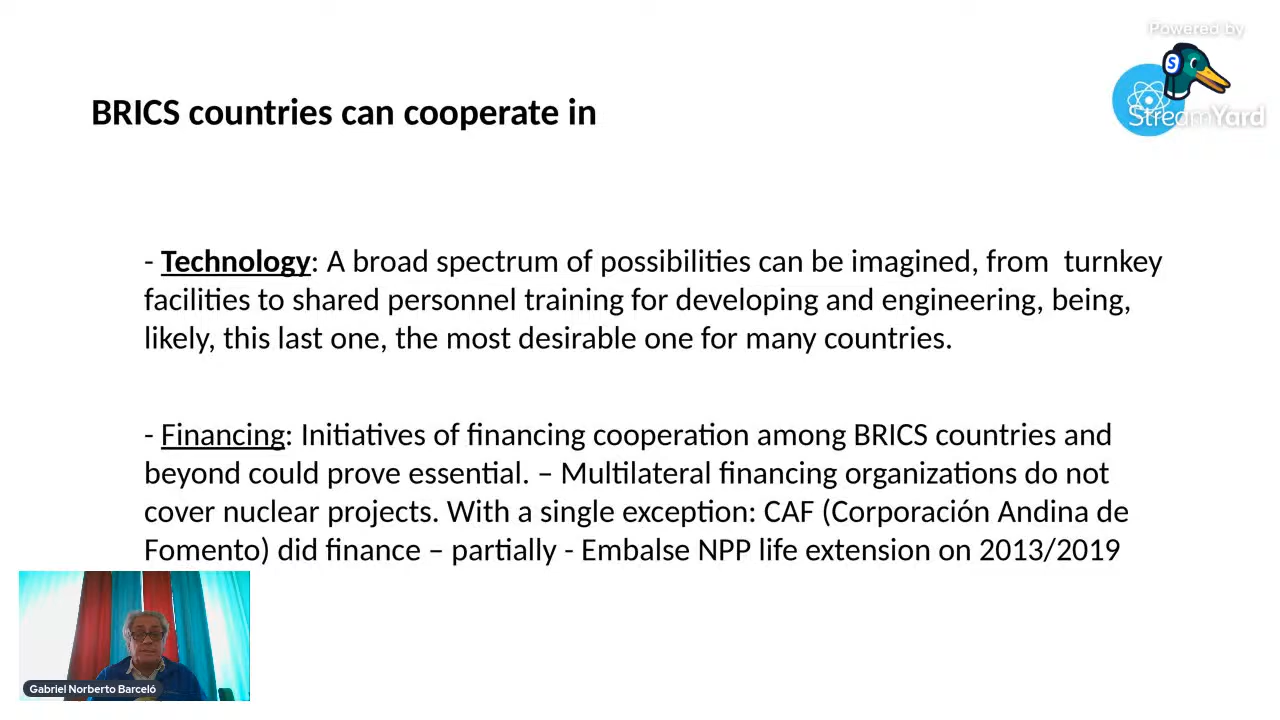 Powered by
StreamYard
BRICS countries can cooperate in
- Technology: A broad spectrum of possibilities can be imagined, from  turnkey
facilities to shared personnel training for developing and engineering, being,
likely, this last one, the most desirable one for many countries.
- Financing: Initiatives of financing cooperation among BRICS countries and
beyond could prove essential. – Multilateral financing organizations do not
cover nuclear projects. With a single exception: CAF (Corporación Andina de
Fomento) did finance – partially - Embalse NPP life extension on 2013/2019
Gabriel Norberto Barceló